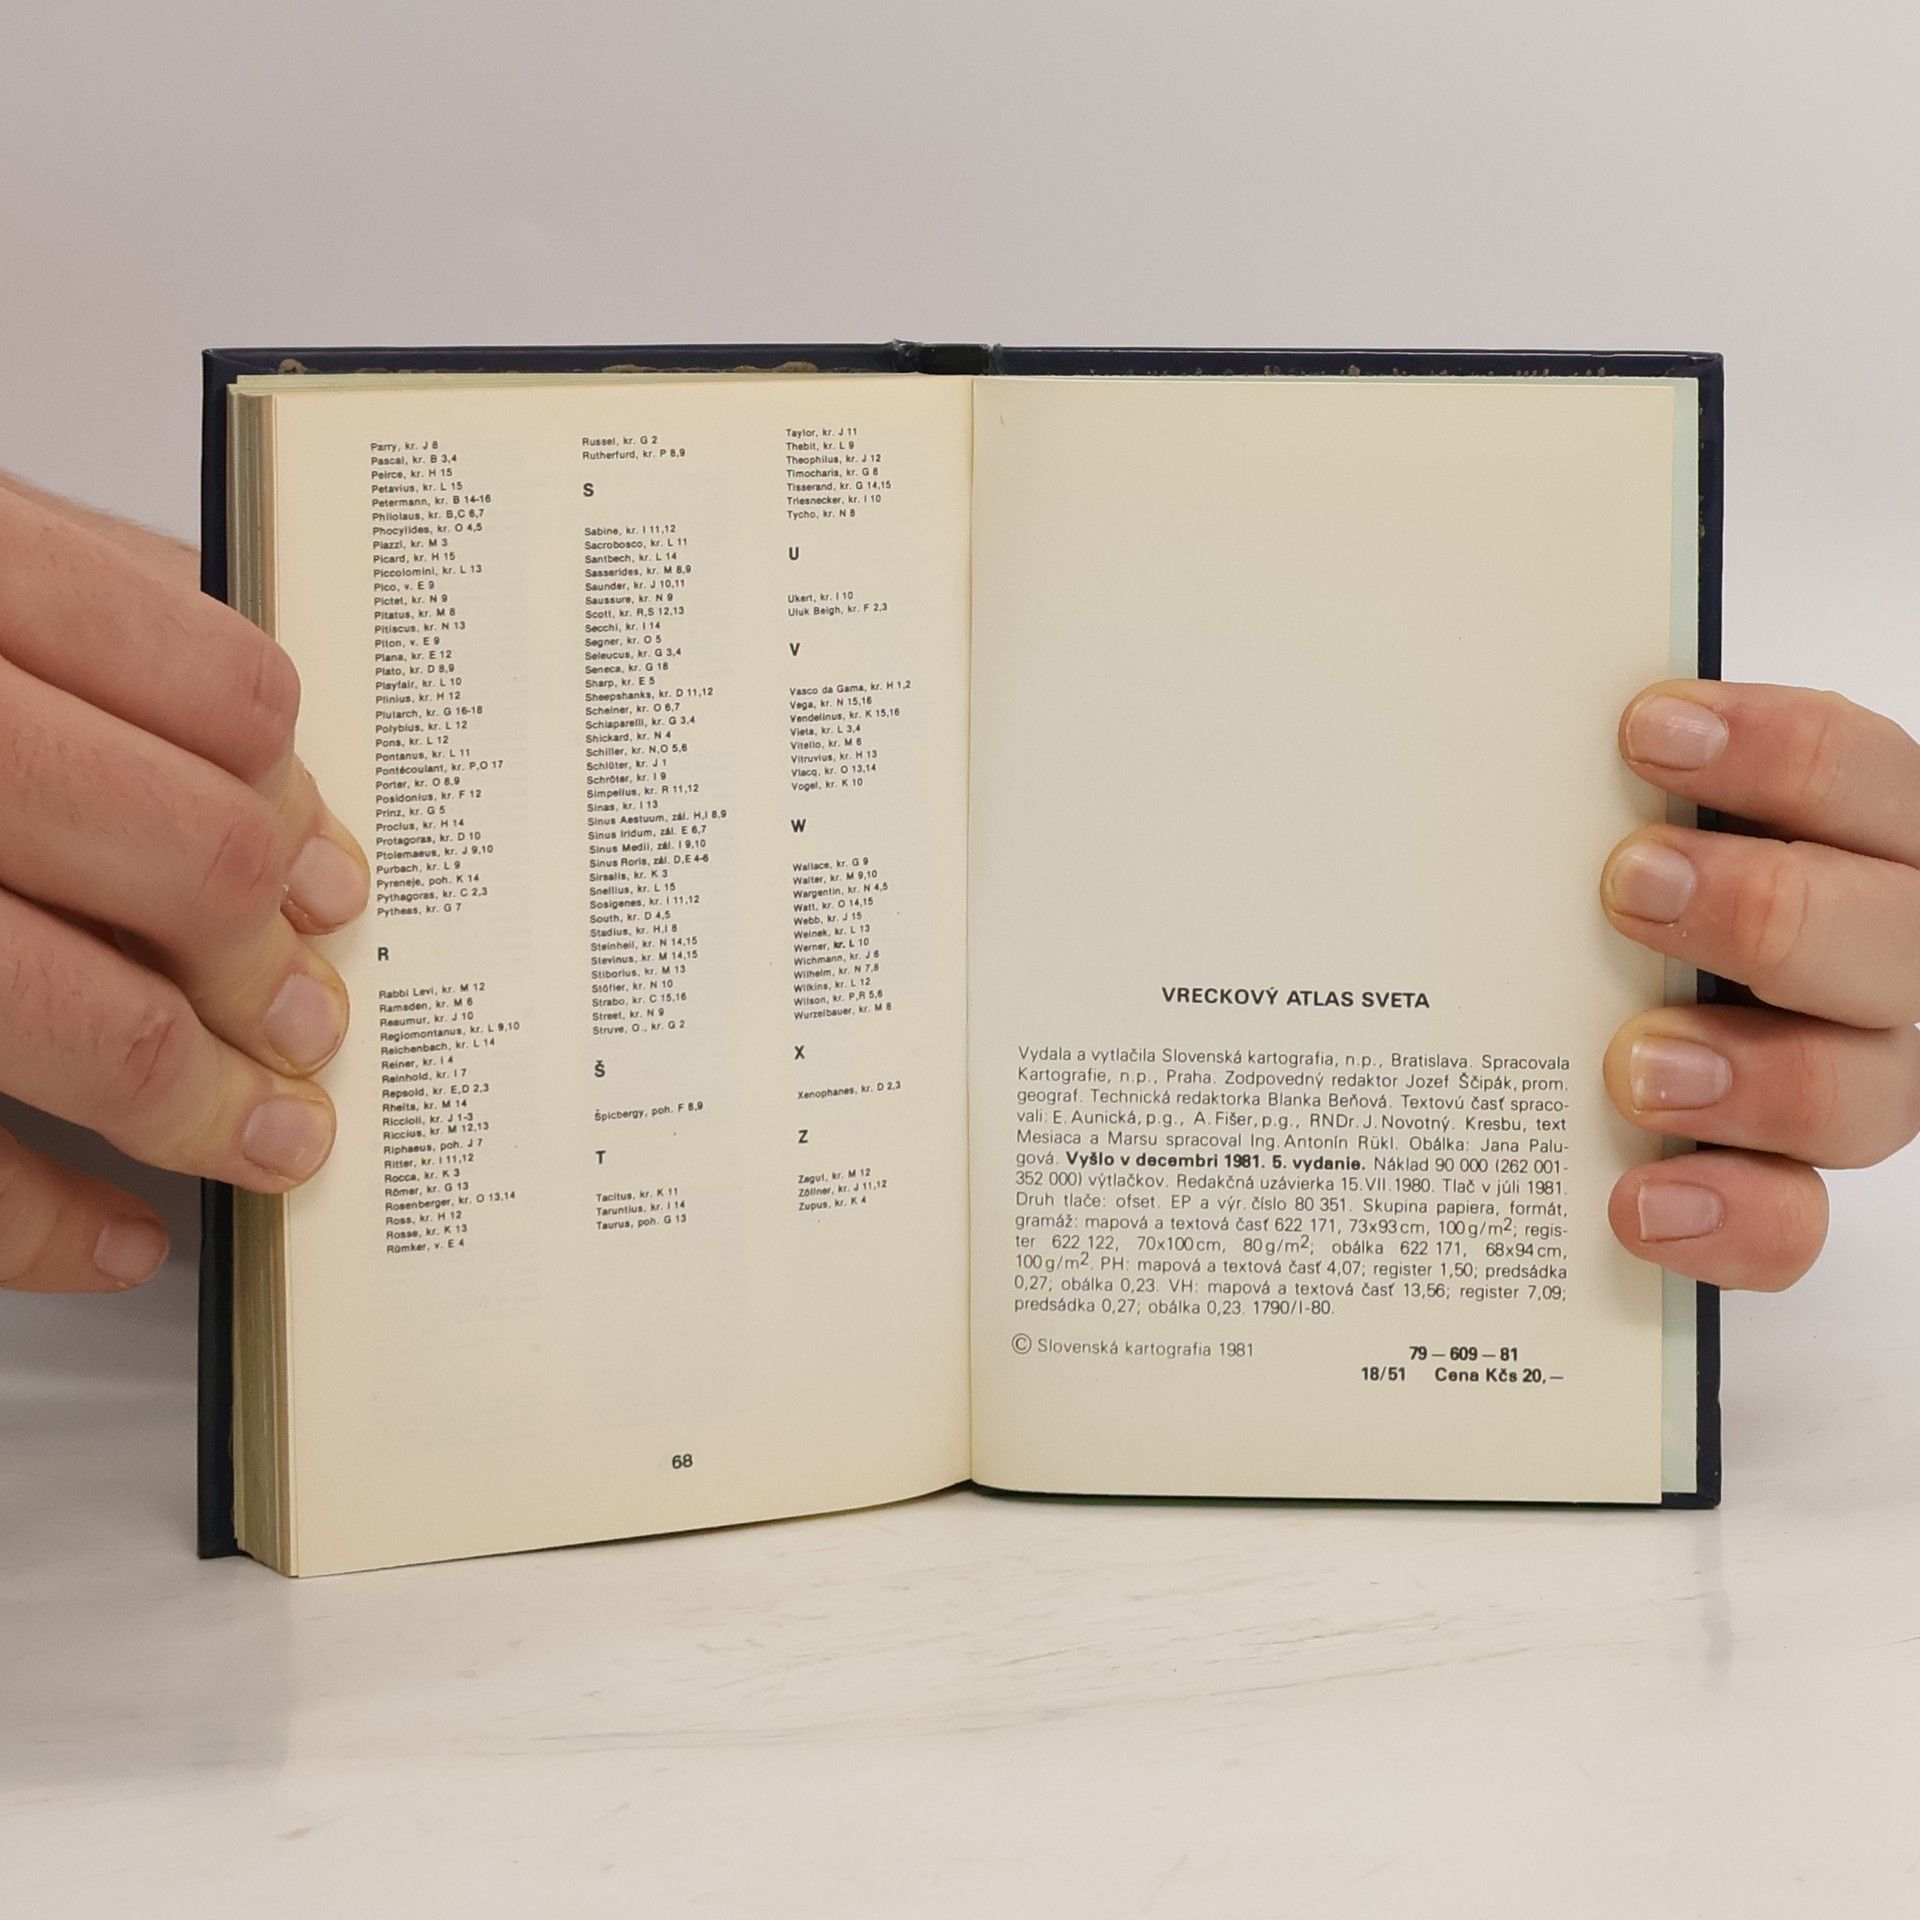 Parry, kr. J 8
Pascal, kr. B 3,4
Peirce, kr. H 15
Petavius, kr. L 15
Petermann, kr. B 14-16
Philolaus, kr. B,C 6,7
Phocylides, kr. O 4,5
Piazzi, kr. M 3
Picard, kr. H 15
Piccolomini, kr. L 13
Pico, v. E 9
Pictet, kr. N 9
Pitatus, kr. M 8
Pitiscus, kr. N 13
Piton, v. E 9
Plana, kr. E 12
Plato, kr. D 8,9
Playfair, kr. L 10
Plinius, kr. H 12
Plutarch, kr. G 16-18
Polybius, kr. L 12
Pons, kr. L 12
Pontanus, kr. L 11
Pontécoulant, kr. P,O 17
Porter, kr. O 8,9
Posidonius, kr. F 12
Prinz, kr. G 5
Proclus, kr. H 14
Protagoras, kr. D 10
Ptolemaeus, kr. J 9,10
Purbach, kr. L 9
Pyreneje, poh. K 14
Pythagoras, kr. C 2,3
Pytheas, kr. G 7
R
Rabbi Levi, kr. M 12
Ramsden, kr. M 6
Reaumur, kr. J 10
Regiomontanus, kr. L 9,10
Reichenbach, kr. L 14
Reiner, kr. I 4
Reinhold, kr. I 7
Repsold, kr. E,D 2,3
Rheita, kr. M 14
Riccioli, kr. J 1-3
Riccius, kr. M 12,13
Riphaeus, poh. J 7
Ritter, kr. I 11,12
Rocca, kr. K 3
Römer, kr. G 13
Rosenberger, kr. O 13,14
Ross, kr. H 12
Rosse, kr. K 13
Rümker, v. E 4
Russel, kr. G 2
Rutherfurd, kr. P 8,9
S
Sabine, kr. I 11,12
Sacrobosco, kr. L 11
Santbech, kr. L 14
Sasserides, kr. M 8,9
Saunder, kr. J 10,11
Saussure, kr. N 9
Scott, kr. R,S 12,13
Secchi, kr. I 14
Segner, kr. O 5
Seleucus, kr. G 3,4
Seneca, kr. G 18
Sharp, kr. E 5
Sheepshanks, kr. D 11,12
Scheiner, kr. O 6,7
Schiaparelli, kr. G 3,4
Shickard, kr. N 4
Schiller, kr. N,O 5,6
Schlüter, kr. J 1
Schröter, kr. I 9
Simpelius, kr. R 11,12
Sinas, kr. I 13
Sinus Aestuum, zál. H,I 8,9
Sinus Iridum, zál. E 6,7
Sinus Medii, zál. I 9,10
Sinus Roris, zál. D,E 4-6
Sirsalis, kr. K 3
Snellius, kr. L 15
Sosigenes, kr. I 11,12
South, kr. D 4,5
Stadius, kr. H,I 8
Steinheil, kr. N 14,15
Stevinus, kr. M 14,15
Stiborius, kr. M 13
Stöfler, kr. N 10
Strabo, kr. C 15,16
Street, kr. N 9
Struve, O., kr. G 2
Š
Špicbergy, poh. F 8,9
T
Tacitus, kr. K 11
Taruntius, kr. I 14
Taurus, poh. G 13
Taylor, kr. J 11
Thebit, kr. L 9
Theophilus, kr. J 12
Timocharis, kr. G 8
Tisserand, kr. G 14,15
Triesnecker, kr. I 10
Tycho, kr. N 8
U
Ukert, kr. I 10
Uluk Beigh, kr. F 2,3
V
Vasco da Gama, kr. H 1,2
Vega, kr. N 15,16
Vendelinus, kr. K 15,16
Vieta, kr. L 3,4
Vitello, kr. M 6
Vitruvius, kr. H 13
Vlacq, kr. O 13,14
Vogel, kr. K 10
W
Wallace, kr. G 9
Walter, kr. M 9,10
Wargentin, kr. N 4,5
Watt, kr. O 14,15
Webb, kr. J 15
Weinek, kr. L 13
Werner, kr. L 10
Wichmann, kr. J 6
Wilhelm, kr. N 7,8
Wilkins, kr. L 12
Wilson, kr. P,R 5,6
Wurzelbauer, kr. M 8
X
Xenophanes, kr. D 2,3
Z
Zagut, kr. M 12
Zöllner, kr. J 11,12
Zupus, kr. K 4
68
VRECKOVÝ ATLAS SVETA
Vydala a vytlačila Slovenská kartografia, n.p., Bratislava. Spracovala
Kartografie, n.p., Praha. Zodpovedný redaktor Jozef Ščipák, prom.
geograf. Technická redaktorka Blanka Beňová. Textovú časť spraco-
vali: E. Aunická, p.g., A. Fišer, p.g., RNDr. J. Novotný. Kresbu, text
Mesiaca a Marsu spracoval Ing. Antonín Rükl. Obálka: Jana Palu-
gová. Vyšlo v decembri 1981. 5. vydanie. Náklad 90 000 (262 001-
352 000) výtlačkov. Redakčná uzávierka 15. VII. 1980. Tlač v júli 1981.
Druh tlače: ofset. EP a výr. číslo 80 351. Skupina papiera, formát,
gramáž: mapová a textová časť 622 171, 73x93 cm, 100 g/m²; regis-
ter 622 122, 70x100 cm, 80 g/m²; obálka 622 171, 68x94 cm,
100 g/m². PH: mapová a textová časť 4,07; register 1,50; predsádka
0,27; obálka 0,23. VH: mapová a textová časť 13,56; register 7,09;
predsádka 0,27; obálka 0,23. 1790/I-80.
© Slovenská kartografia 1981
79 — 609 — 81
18/51 Cena Kčs 20,—